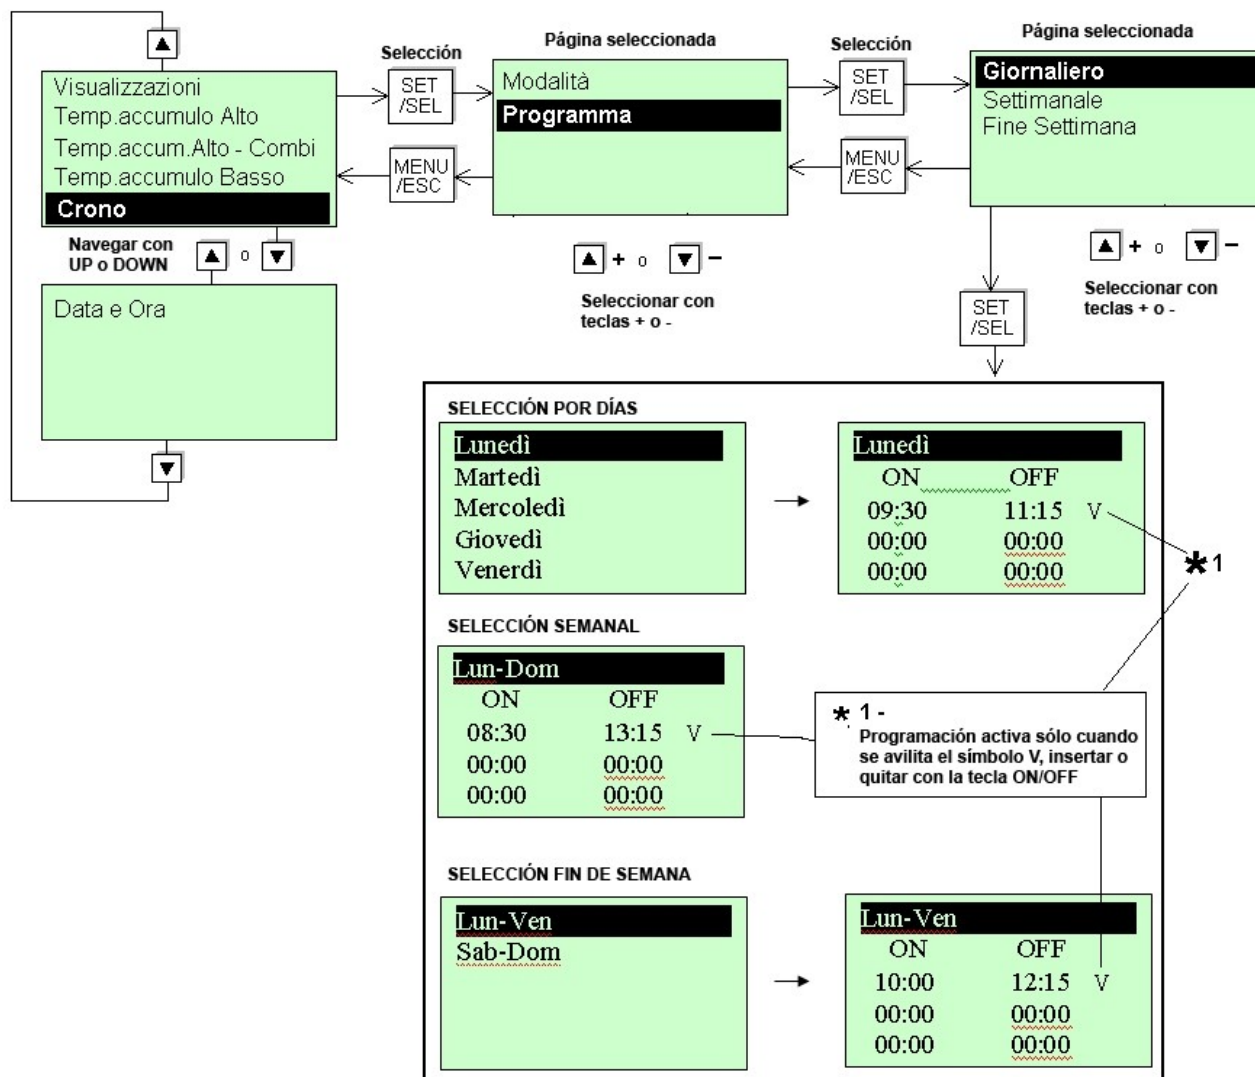 Selección
Página seleccionada
Selección
Página seleccionada
Visualizzazioni
Temp.accumulo Alto
Temp.accum.Alto - Combi
Temp.accumulo Basso
Crono
SET
/SEL
MENU
/ESC
Modalità
Programma
SET
/SEL
MENU
/ESC
Giornaliero
Settimanale
Fine Settimana
Navegar con
UP o DOWN
o
Data e Ora
+ o -
Seleccionar con
teclas + o -
+ o -
Seleccionar con
teclas + o -
SET
/SEL
SELECCIÓN POR DÍAS
Lunedì
Martedì
Mercoledì
Giovedì
Venerdì
Lunedì
ON OFF
09:30 11:15 V
00:00 00:00
00:00 00:00
*1
SELECCIÓN SEMANAL
Lun-Dom
ON OFF
08:30 13:15 V
00:00 00:00
00:00 00:00
* 1 -
Programación activa sólo cuando
se avilita el símbolo V, insertar o
quitar con la tecla ON/OFF
SELECCIÓN FIN DE SEMANA
Lun-Ven
Sab-Dom
Lun-Ven
ON OFF
10:00 12:15 V
00:00 00:00
00:00 00:00